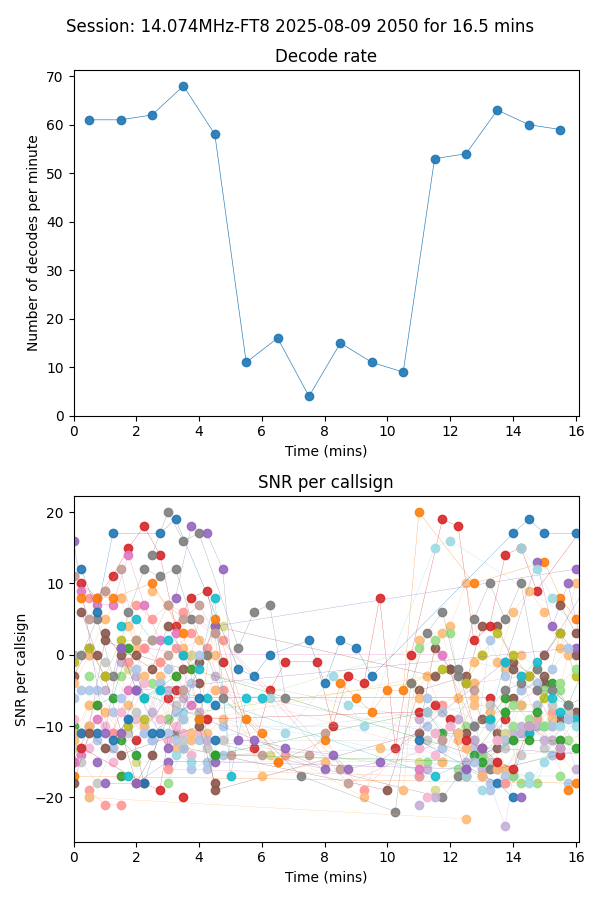 Session: 14.074MHz-FT8 2025-08-09 2050 for 16.5 mins
Decode rate
70
60
50
40
30
20
10
0
Number of decodes per minute
0 2 4 6 8 10 12 14 16
Time (mins)
SNR per callsign
20
10
0
−10
−20
SNR per callsign
0 2 4 6 8 10 12 14 16
Time (mins)